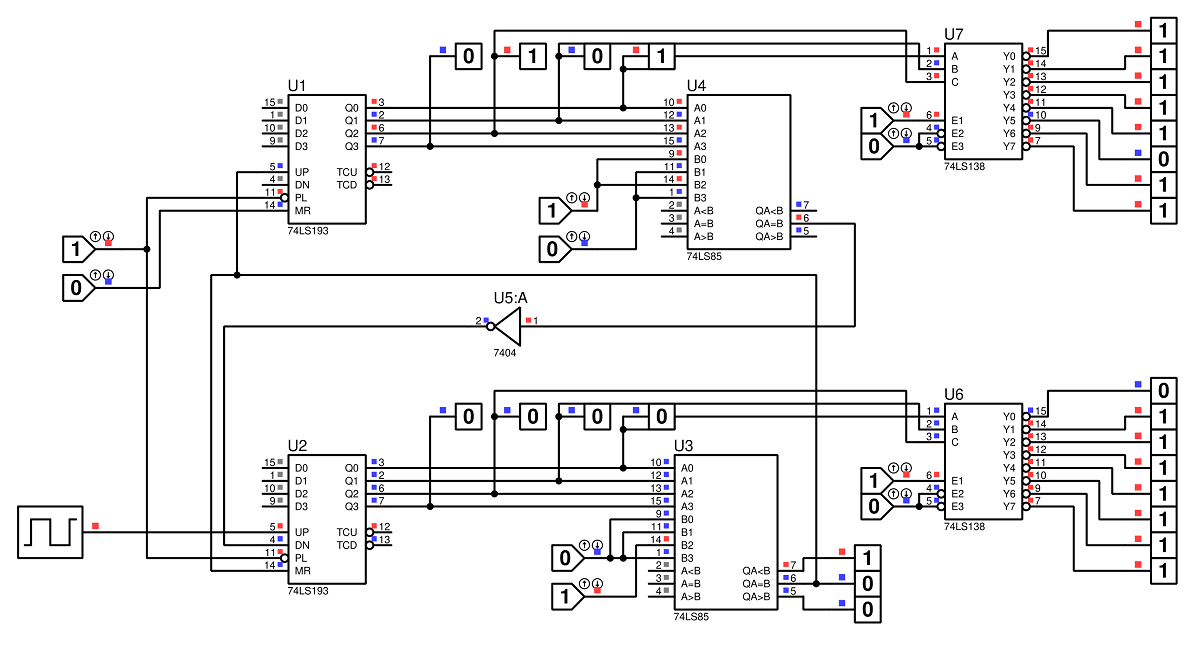 0 1 0 1
U1
15 D0 Q0 3
1 D1 Q1 2
10 D2 Q2 6
9 D3 Q3 7
5 UP TCU 12
4 DN TCD 13
11 PL
14 MR
74LS193
1
0
U4
10 A0
12 A1
13 A2
15 A3
9 B0
11 B1
14 B2
1 B3
2 A<B QA<B 7
3 A=B QA=B 6
4 A>B QA>B 5
74LS85
1
0
U7
1 A Y0 15
2 B Y1 14
3 C Y2 13
Y3 12
Y4 11
6 E1 Y5 10
4 E2 Y6 9
5 E3 Y7 7
74LS138
1
0
1
1
1
1
1
0
1
1
U5:A
2 1
7404
0 0 0 0
U2
15 D0 Q0 3
1 D1 Q1 2
10 D2 Q2 6
9 D3 Q3 7
5 UP TCU 12
4 DN TCD 13
11 PL
14 MR
74LS193
U3
10 A0
12 A1
13 A2
15 A3
9 B0
11 B1
14 B2
1 B3
2 A<B QA<B 7
3 A=B QA=B 6
4 A>B QA>B 5
74LS85
0
1
1
0
0
U6
1 A Y0 15
2 B Y1 14
3 C Y2 13
Y3 12
Y4 11
6 E1 Y5 10
4 E2 Y6 9
5 E3 Y7 7
74LS138
1
0
0
1
1
1
1
1
1
1